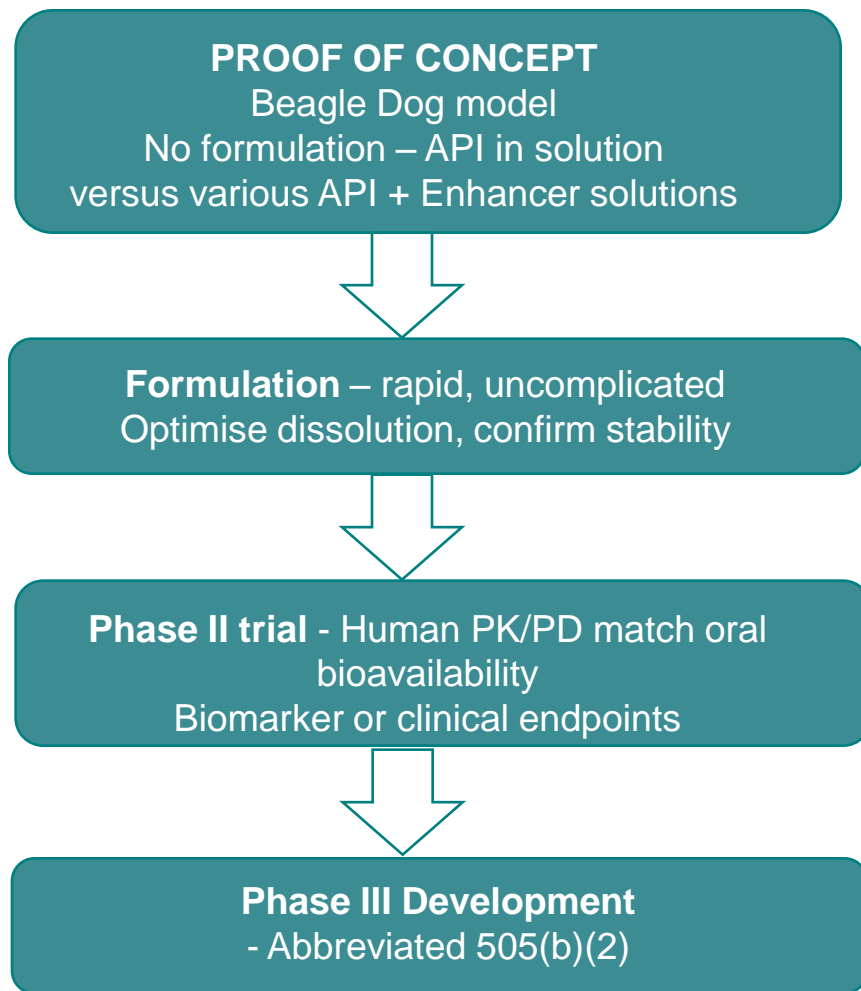 PROOF OF CONCEPT
Beagle Dog model
No formulation – API in solution
versus various API + Enhancer solutions
Formulation – rapid, uncomplicated
Optimise dissolution, confirm stability
Phase II trial - Human PK/PD match oral
bioavailability
Biomarker or clinical endpoints
Phase III Development
- Abbreviated 505(b)(2)